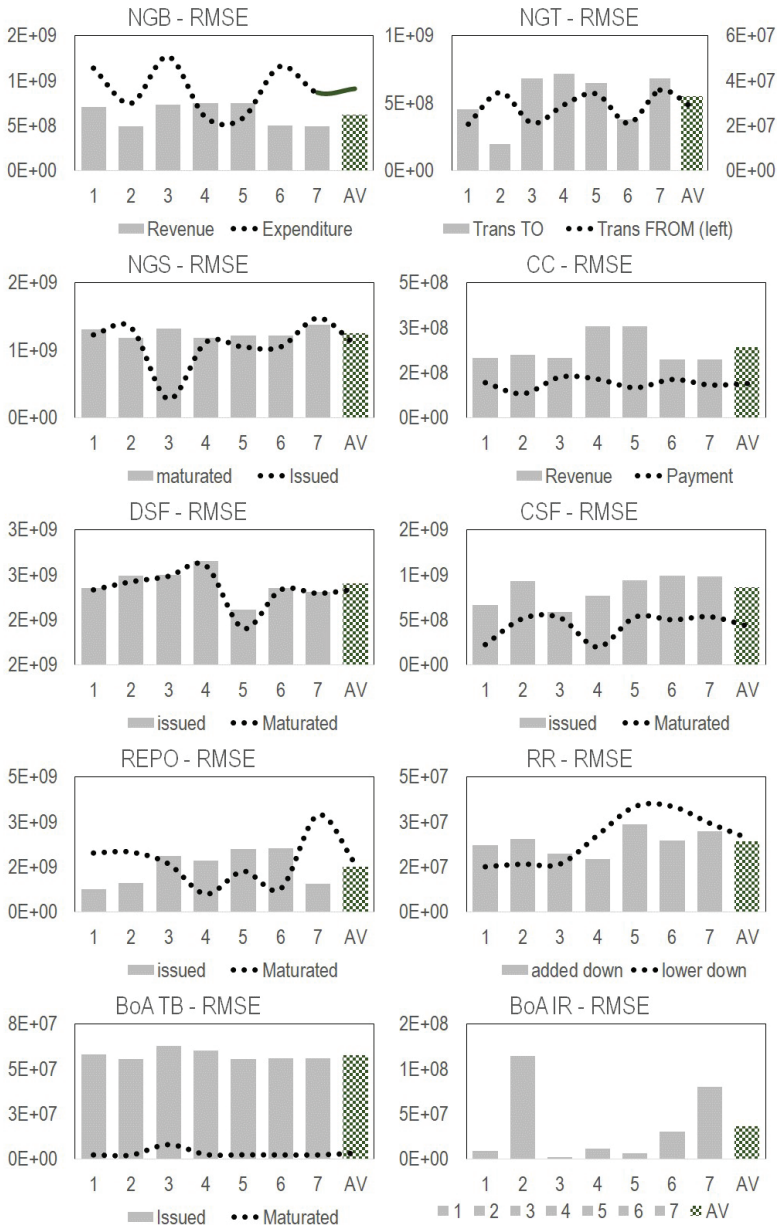 NGB - RMSE
2E+09
1E+09
5E+08
0E+00
1 2 3 4 5 6 7 AV
Revenue Expenditure
NGT - RMSE
1E+09 6E+07
5E+08 4E+07
2E+07
0E+00 0E+00
1 2 3 4 5 6 7 AV
Trans TO Trans FROM (left)
NGS - RMSE
2E+09
1E+09
0E+00
1 2 3 4 5 6 7 AV
maturated Issued
CC - RMSE
5E+08
3E+08
2E+08
0E+00
1 2 3 4 5 6 7 AV
Revenue Payment
DSF - RMSE
3E+09
3E+09
2E+09
2E+09
1 2 3 4 5 6 7 AV
issued Maturated
CSF - RMSE
2E+09
1E+09
5E+08
0E+00
1 2 3 4 5 6 7 AV
issued Maturated
REPO - RMSE
5E+09
3E+09
2E+09
0E+00
1 2 3 4 5 6 7 AV
issued Maturated
RR - RMSE
5E+07
3E+07
2E+07
0E+00
1 2 3 4 5 6 7 AV
added down lower down
BoA TB - RMSE
8E+07
5E+07
3E+07
0E+00
1 2 3 4 5 6 7 AV
Issued Maturated
BoA IR - RMSE
2E+08
1E+08
5E+07
0E+00
1 2 3 4 5 6 7 AV
1 2 3 4 5 6 7 AV